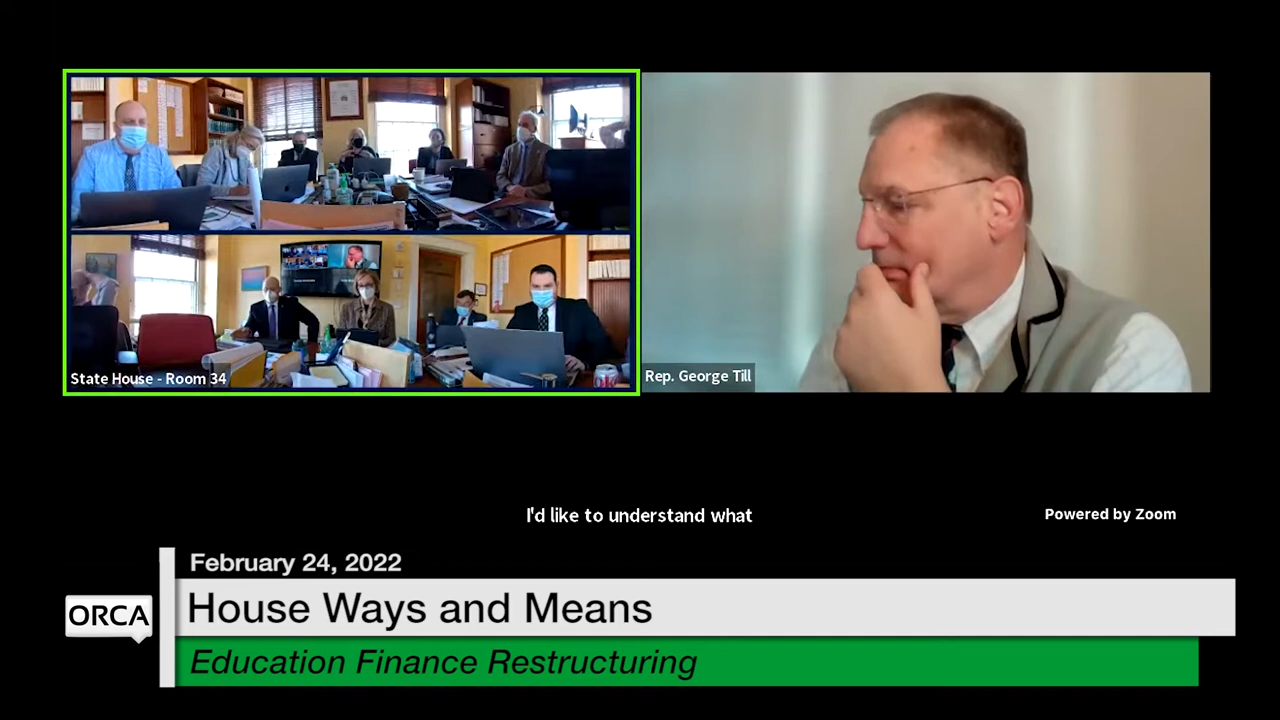 State House - Room 34
Rep. George Till
I'd like to understand what
Powered by Zoom
February 24, 2022
ORCA
House Ways and Means
Education Finance Restructuring